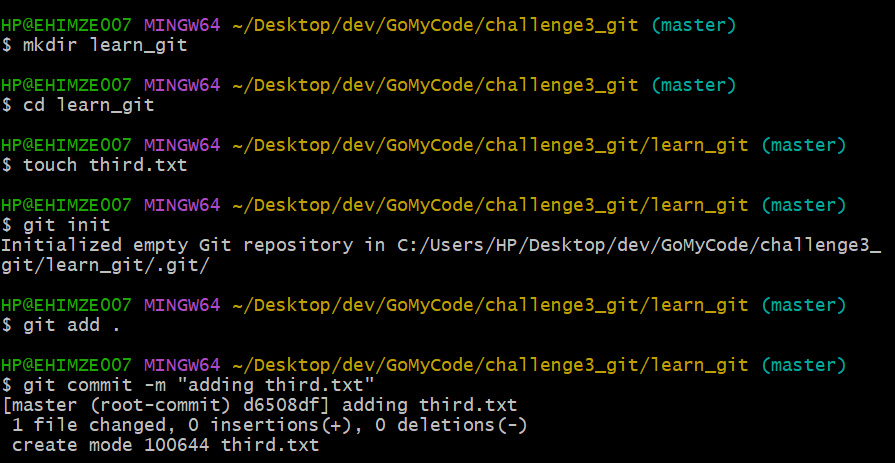 HP@EHIMZE007 MINGW64 ~/Desktop/dev/GoMyCode/challenge3_git (master)
$ mkdir learn_git
HP@EHIMZE007 MINGW64 ~/Desktop/dev/GoMyCode/challenge3_git (master)
$ cd learn_git
HP@EHIMZE007 MINGW64 ~/Desktop/dev/GoMyCode/challenge3_git/learn_git (master)
$ touch third.txt
HP@EHIMZE007 MINGW64 ~/Desktop/dev/GoMyCode/challenge3_git/learn_git (master)
$ git init
Initialized empty Git repository in C:/Users/HP/Desktop/dev/GoMyCode/challenge3_
git/learn_git/.git/
HP@EHIMZE007 MINGW64 ~/Desktop/dev/GoMyCode/challenge3_git/learn_git (master)
$ git add .
HP@EHIMZE007 MINGW64 ~/Desktop/dev/GoMyCode/challenge3_git/learn_git (master)
$ git commit -m "adding third.txt"
[master (root-commit) d6508df] adding third.txt
 1 file changed, 0 insertions(+), 0 deletions(-)
 create mode 100644 third.txt